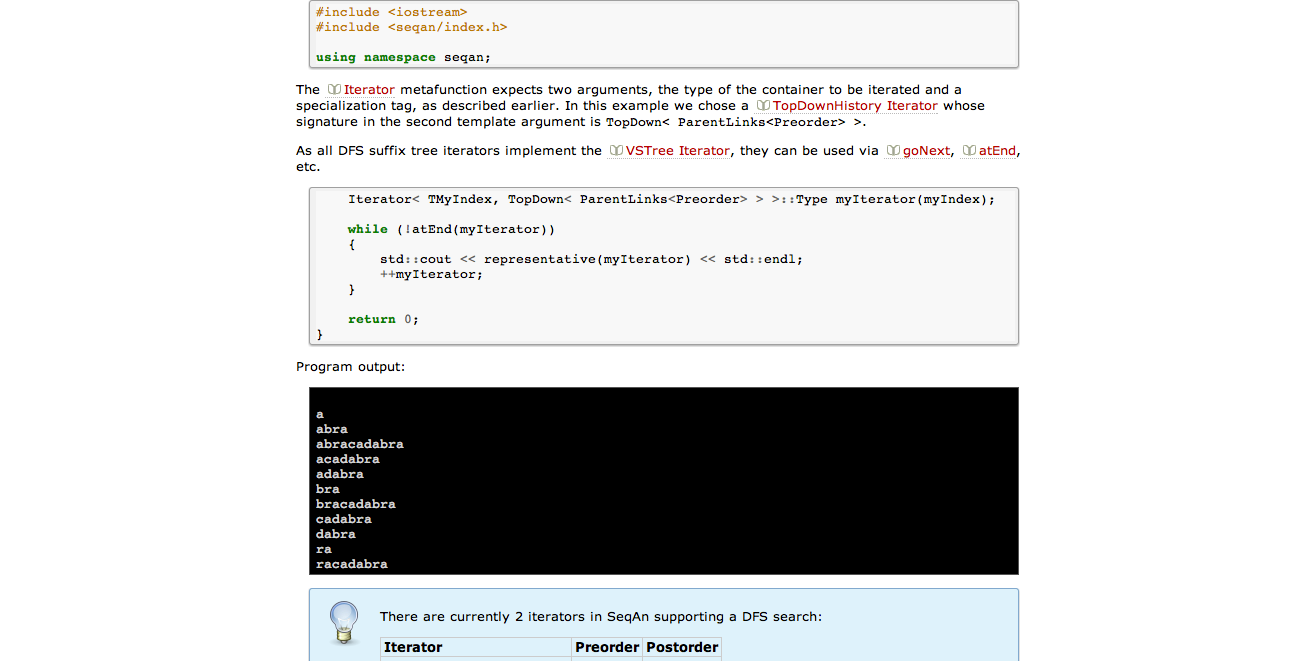 #include <iostream>
#include <seqan/index.h>
using namespace seqan;
The Iterator metafunction expects two arguments, the type of the container to be iterated and a
specialization tag, as described earlier. In this example we chose a TopDownHistory Iterator whose
signature in the second template argument is TopDown< ParentLinks<Preorder> >.
As all DFS suffix tree iterators implement the VSTree Iterator, they can be used via goNext, atEnd,
etc.
Iterator< TMyIndex, TopDown< ParentLinks<Preorder> > >::Type myIterator(myIndex);
while (!atEnd(myIterator))
{
std::cout << representative(myIterator) << std::endl;
++myIterator;
}
return 0;
}
Program output:
a
abra
abracadabra
acadabra
adabra
bra
bracadabra
cadabra
dabra
ra
racadabra
There are currently 2 iterators in SeqAn supporting a DFS search:
Iterator Preorder Postorder